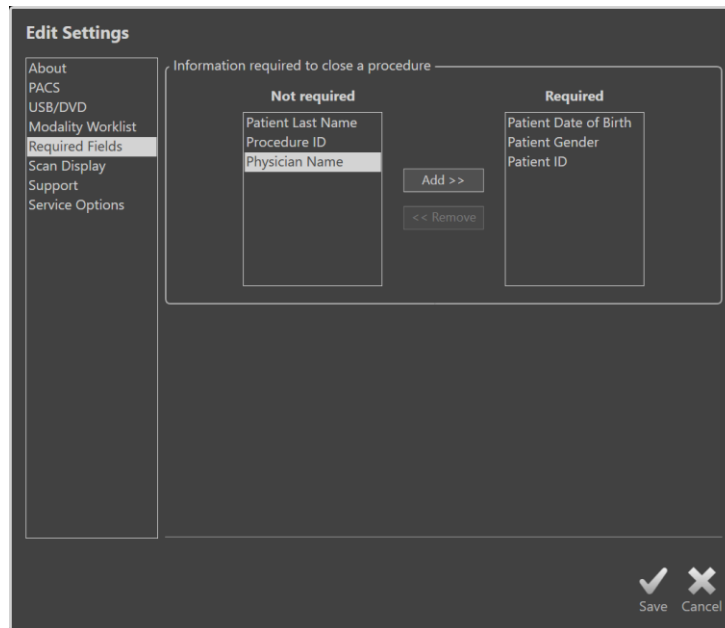 Edit Settings
About
PACS
USB/DVD
Modality Worklist
Required Fields
Scan Display
Support
Service Options
Information required to close a procedure
Not required
Patient Last Name
Procedure ID
Physician Name
Add >>
<< Remove
Required
Patient Date of Birth
Patient Gender
Patient ID
Save
Cancel